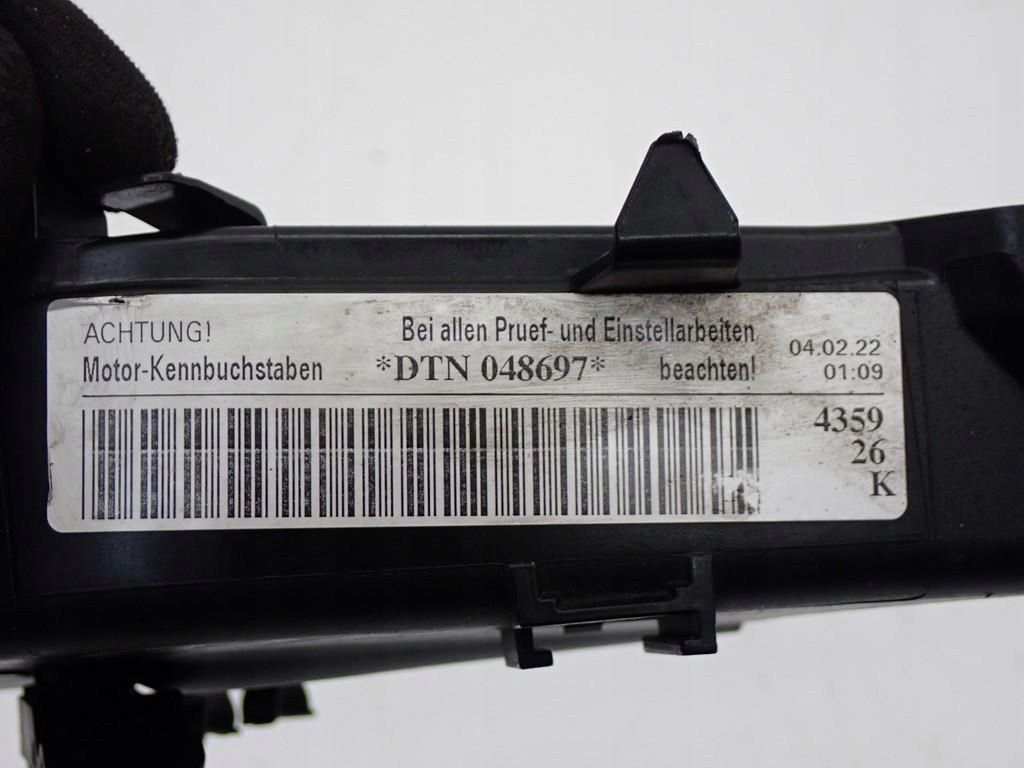 ACHTUNG! Bei allen Pruef- und Einstellarbeiten
Motor-Kennbuchstaben *DTN 048697* beachten!
04.02.22
01:09
4359
26
K